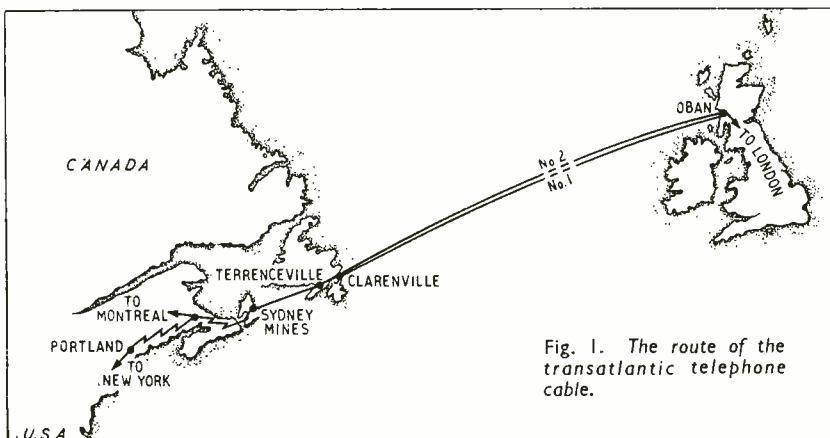 OBAN
TO LONDON
No 2
No.1
CANADA
TERRENCEVILLE
CLARENVILLE
TO
MONTREAL
SYDNEY
MINES
PORTLAND
TO
NEW YORK
U.S.A
Fig. 1. The route of the
transatlantic telephone
cable.